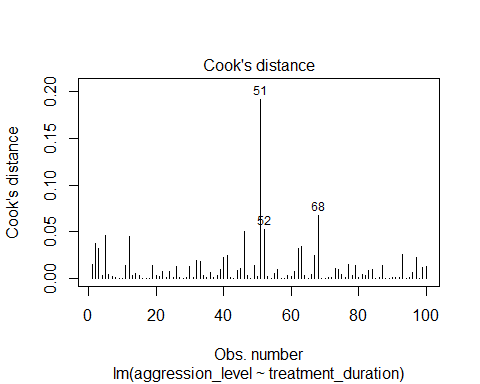 Cook's distance
Cook's distance
0.20
0.15
0.10
0.05
0.00
51
52
68
0 20 40 60 80 100
Obs. number
lm(aggression_level ~ treatment_duration)